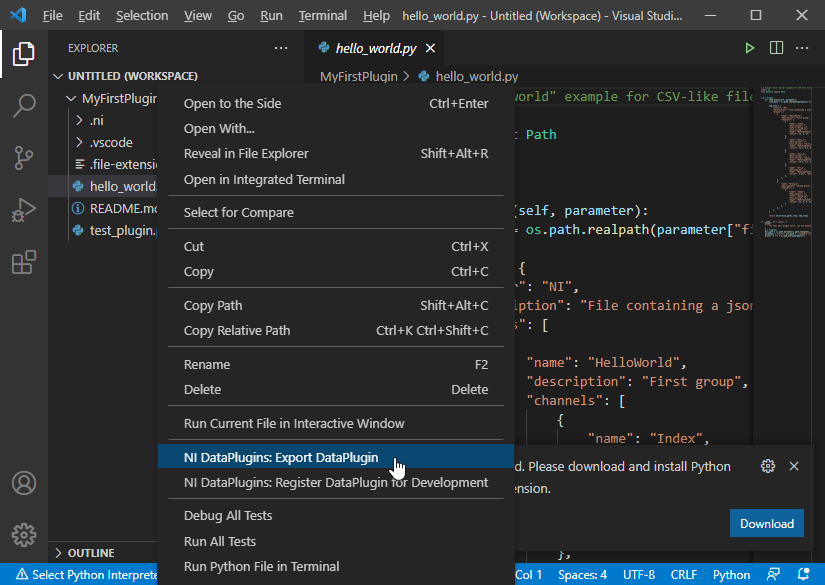 File Edit Selection View Go Run Terminal Help hello_world.py - Untitled (Workspace) - Visual Studi...
EXPLORER
hello_world.py
UNTITLED (WORKSPACE)
MyFirstPlugin > hello_world.py
MyFirstPlugin
.ni
.vscode
.file-extensi
hello_world.
README.md
test_plugin.
Open to the Side Ctrl+Enter
Open With...
Reveal in File Explorer Shift+Alt+R
Open in Integrated Terminal
Select for Compare
Cut Ctrl+X
Copy Ctrl+C
Copy Path Shift+Alt+C
Copy Relative Path Ctrl+K Ctrl+Shift+C
Rename F2
Delete Delete
Run Current File in Interactive Window
NI DataPlugins: Export DataPlugin
NI DataPlugins: Register DataPlugin for Development
Debug All Tests
Run All Tests
Run Python File in Terminal
world" example for CSV-like file
t Path
(self, parameter):
= os.path.realpath(parameter["fi
{
r": "NI",
iption": "File containing a json
s": [
"name": "HelloWorld",
"description": "First group",
"channels": [
{
"name": "Index",
d. Please download and install Python
ension.
Download
},
OUTLINE
Select Python Interprete
Col 1 Spaces: 4 UTF-8 CRLF Python